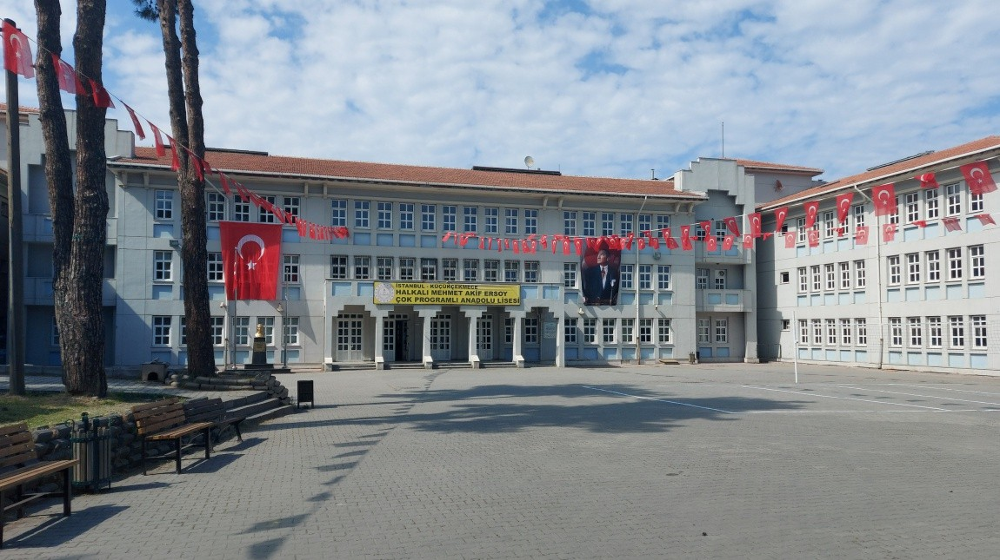 İSTANBUL - KÜÇÜKÇEKMECE
HALKALI MEHMET AKİF ERSOY
ÇOK PROGRAMLI ANADOLU LİSESİ